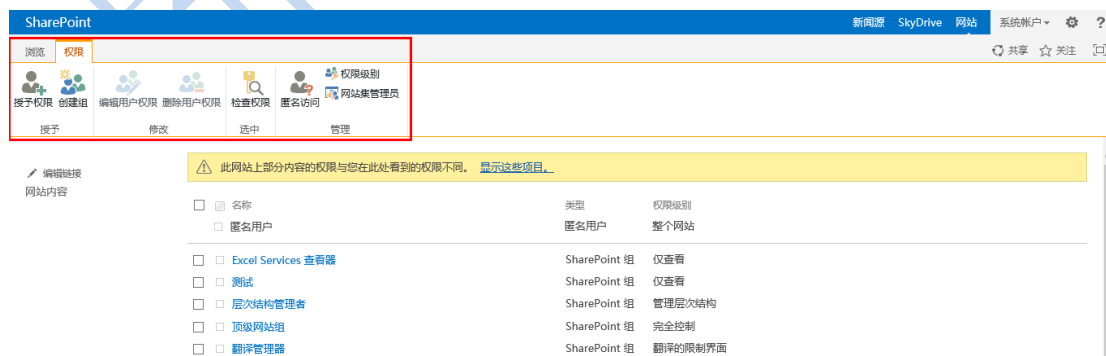 SharePoint 新闻源 SkyDrive 网站 系统帐户 ?
浏览 权限 共享 关注
授予权限 创建组 编辑用户权限 删除用户权限 检查权限 匿名访问 权限级别
网站集管理员
授予 修改 选中 管理
此网站上部分内容的权限与您在此处看到的权限不同。 显示这些项目。
编辑链接
网站内容
名称 类型 权限级别
匿名用户 匿名用户 整个网站
Excel Services 查看器 SharePoint 组 仅查看
测试 SharePoint 组 仅查看
层次结构管理者 SharePoint 组 管理层次结构
顶级网站组 SharePoint 组 完全控制
翻译管理器 SharePoint 组 翻译的限制界面